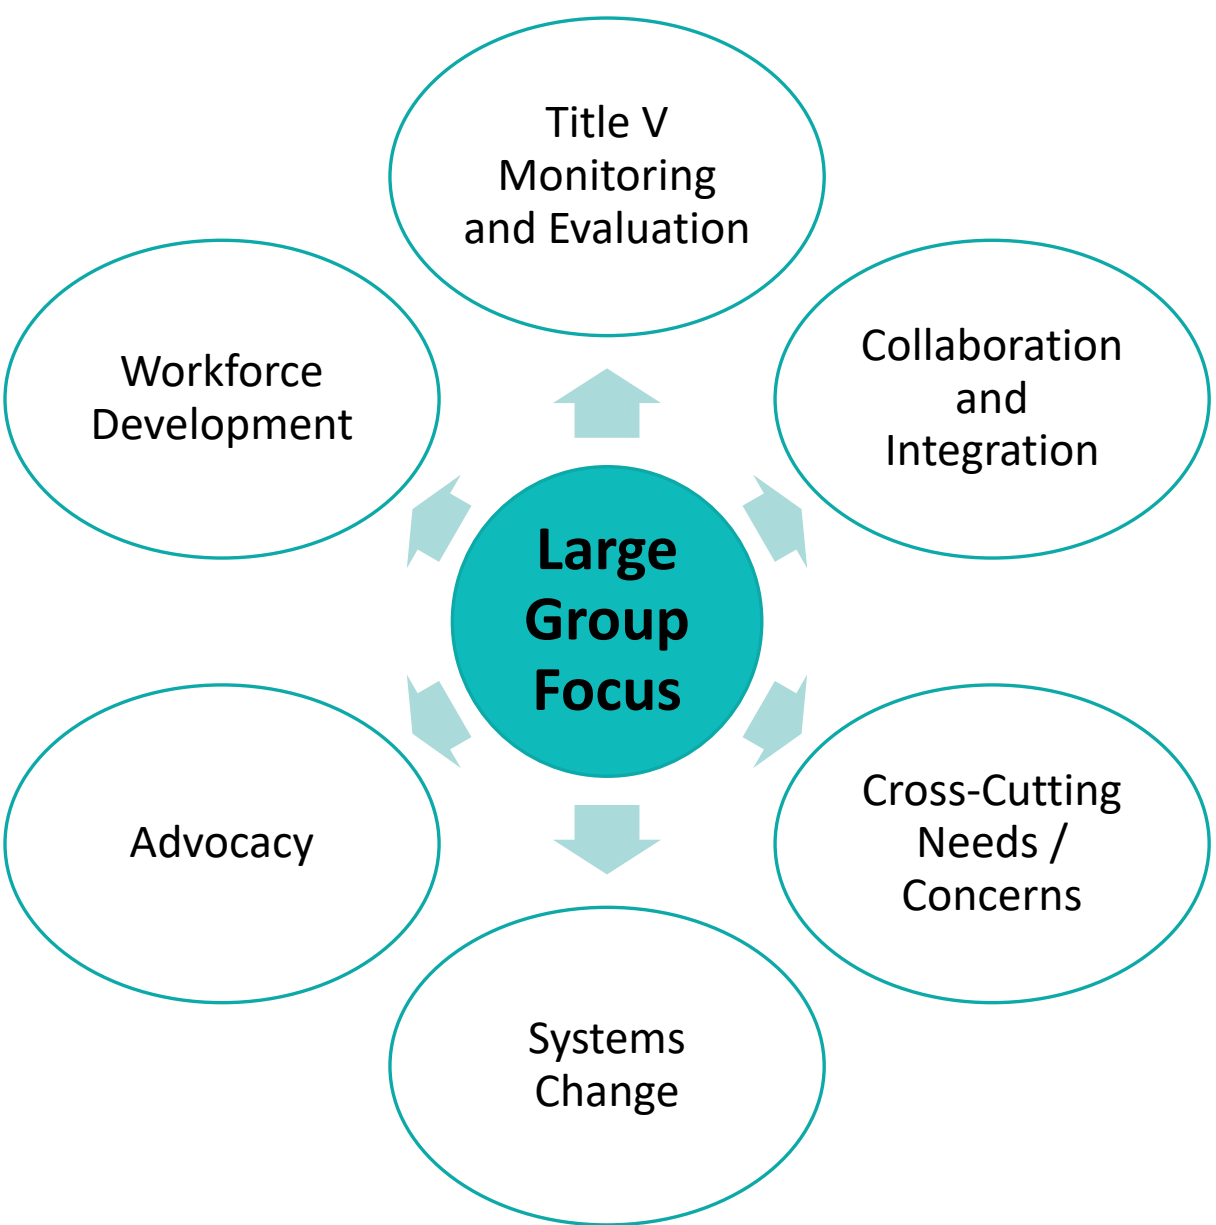 Title V
Monitoring
and Evaluation
Collaboration
and
Integration
Cross-Cutting
Needs /
Concerns
Systems
Change
Advocacy
Workforce
Development
Large
Group
Focus